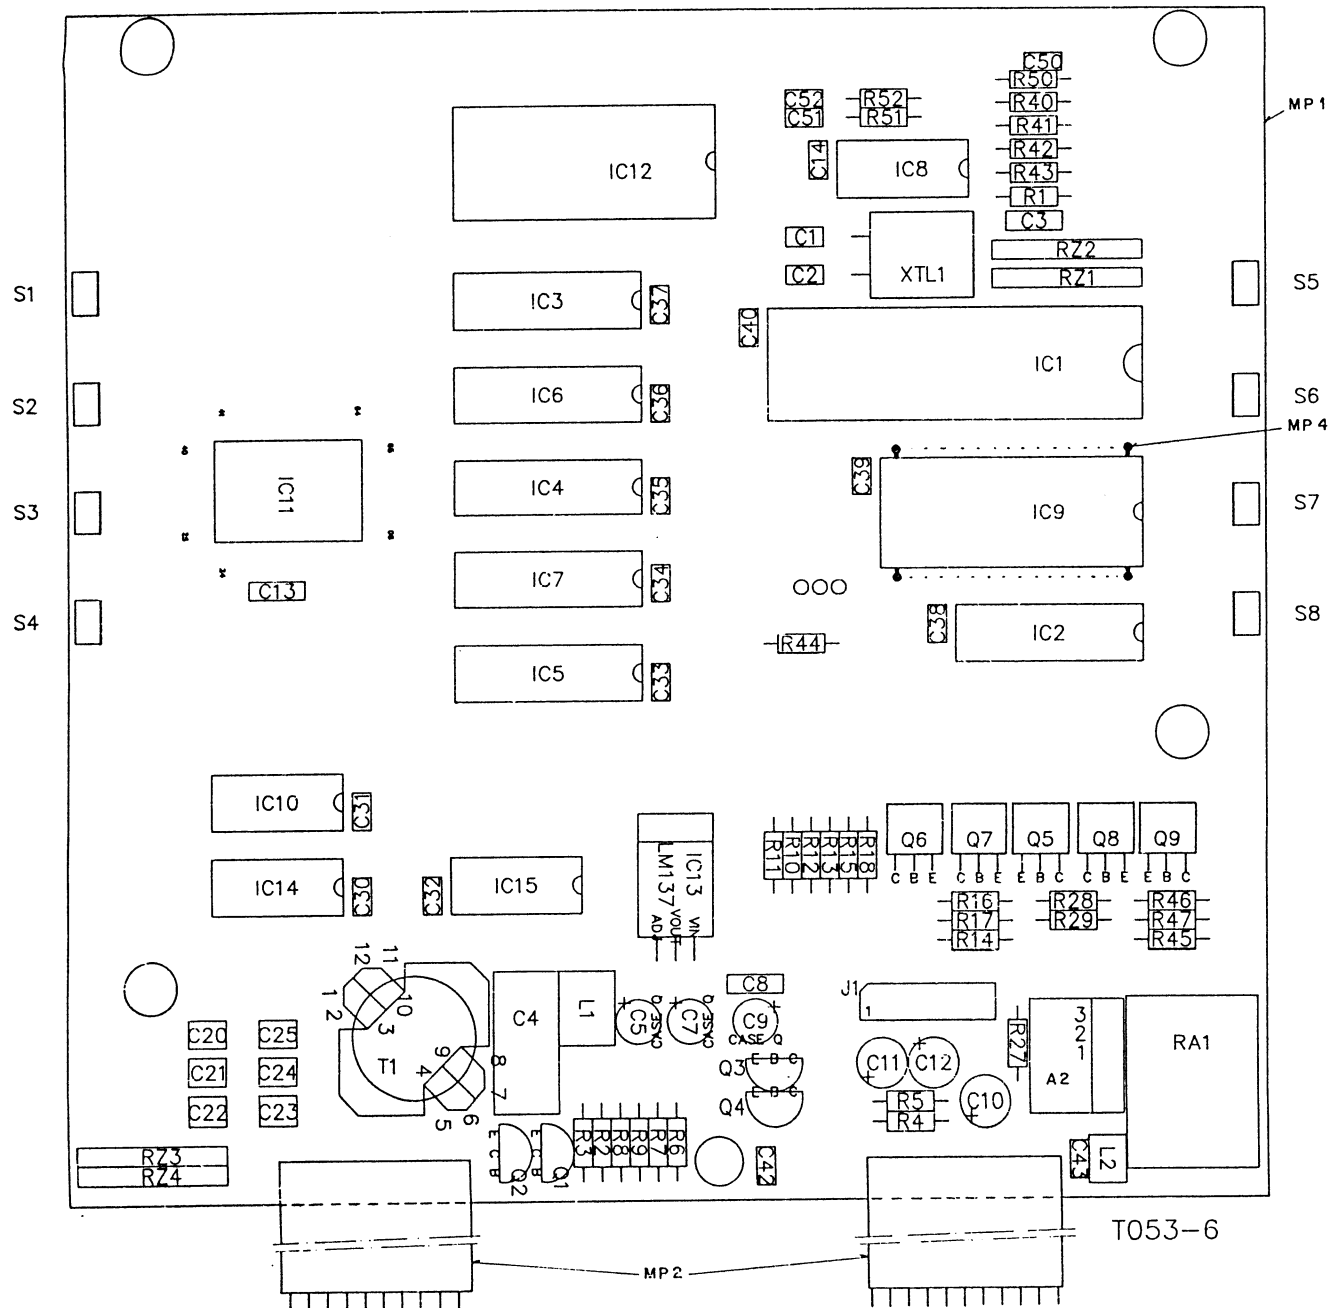 C50
R50
C52
R52
R40
MP1
C51
R51
R41
C14
IC8
R42
IC12
R43
R1
C3
C1
RZ2
C2
XTL1
RZ1
S1
IC3
C37
S5
C40
IC1
S2
IC6
C36
S6
MP4
C39
IC11
IC4
C35
IC9
S3
S7
IC7
C34
C13
S4
C38
IC2
S8
R44
IC5
C33
IC10
C31
R11
R10
R12
R13
R15
R18
Q6
Q7
Q5
Q8
Q9
C B E
C B E
E B C
C B E
E B C
IC14
C30
C32
IC15
LM137
IC13
ADJ
VOUT
VIN
R16
R28
R46
R17
R29
R47
R14
R45
12
11
1
2
10
3
C8
J1
1
C20
C25
C4
L1
+
C5
CASE Q
+
C7
CASE Q
+
C9
CASE Q
R27
3
2
1
A2
RA1
T1
9
8
4
7
5
6
C21
C24
Q3
E B C
+
C11
+
C12
C22
C23
Q4
E B C
R5
R4
C10
+
RZ3
RZ4
E C B
Q2
E C B
Q1
R3
R2
R8
R9
R7
R6
C42
C43
L2
T053-6
MP2